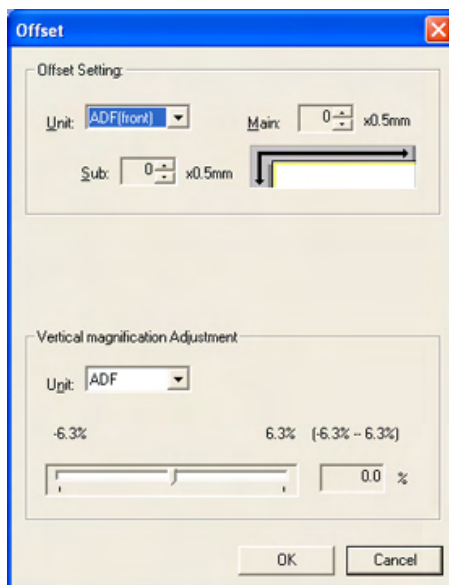 Offset
Offset Setting:
Unit: ADF(front) Main: 0 x0.5mm
Sub: 0 x0.5mm
Vertical magnification Adjustment
Unit: ADF
-6.3% 6.3% (-6.3% -- 6.3%)
0.0 %
OK Cancel